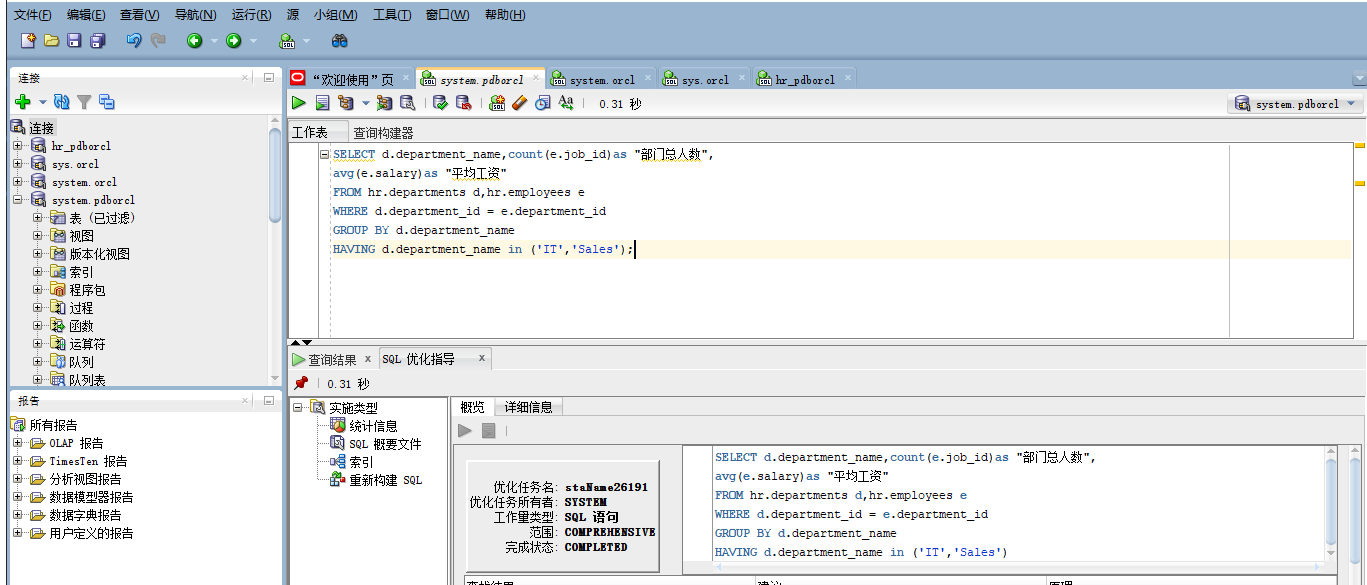 文件(F) 编辑(E) 查看(V) 导航(N) 运行(R) 源 小组(M) 工具(T) 窗口(W) 帮助(H)
连接
连接
hr_pdborcl
sys.orcl
system.orcl
system.pdborcl
表 (已过滤)
视图
版本化视图
索引
程序包
过程
函数
运算符
队列
队列表
报告
所有报告
OLAP 报告
TimesTen 报告
分析视图报告
数据模型器报告
数据字典报告
用户定义的报告
“欢迎使用”页 system.pdborcl system.orcl sys.orcl hr_pdborcl
0.31 秒 system.pdborcl
工作表 查询构建器
SELECT d.department_name,count(e.job_id)as "部门总人数",
avg(e.salary)as "平均工资"
FROM hr.departments d,hr.employees e
WHERE d.department_id = e.department_id
GROUP BY d.department_name
HAVING d.department_name in ('IT','Sales');
查询结果 x SQL 优化指导 x
0.31 秒
实施类型
统计信息
SQL 概要文件
索引
重新构建 SQL
概览 详细信息
优化任务名: staName26191
优化任务所有者: SYSTEM
工作量类型: SQL 语句
范围: COMPREHENSIVE
完成状态: COMPLETED
SELECT d.department_name,count(e.job_id)as "部门总人数",
avg(e.salary)as "平均工资"
FROM hr.departments d,hr.employees e
WHERE d.department_id = e.department_id
GROUP BY d.department_name
HAVING d.department_name in ('IT','Sales')